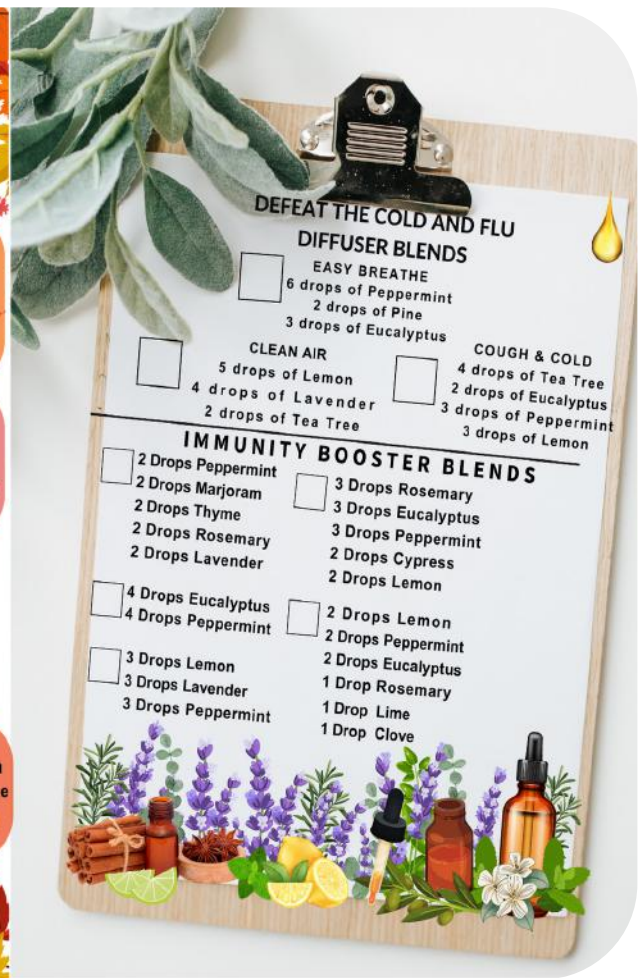 DEFEAT THE COLD AND FLU
DIFFUSER BLENDS
EASY BREATHE
6 drops of Peppermint
2 drops of Pine
3 drops of Eucalyptus
CLEAN AIR
5 drops of Lemon
4 drops of Lavender
2 drops of Tea Tree
COUGH & COLD
4 drops of Tea Tree
2 drops of Eucalyptus
3 drops of Peppermint
3 drops of Lemon
IMMUNITY BOOSTER BLENDS
2 Drops Peppermint
2 Drops Marjoram
2 Drops Thyme
2 Drops Rosemary
2 Drops Lavender
3 Drops Rosemary
3 Drops Eucalyptus
3 Drops Peppermint
2 Drops Cypress
2 Drops Lemon
4 Drops Eucalyptus
4 Drops Peppermint
2 Drops Lemon
2 Drops Peppermint
2 Drops Eucalyptus
1 Drop Rosemary
1 Drop Lime
1 Drop Clove
3 Drops Lemon
3 Drops Lavender
3 Drops Peppermint